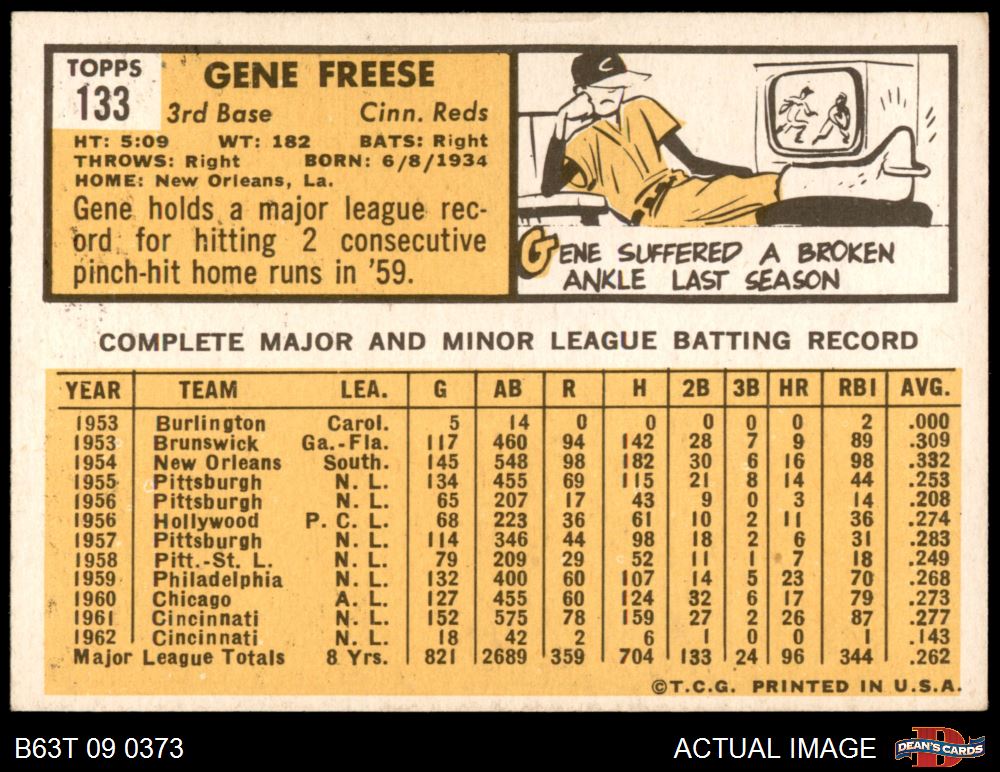 TOPPS
133
GENE FREESE
3rd Base Cinn. Reds
HT: 5:09 WT: 182 BATS: Right
THROWS: Right BORN: 6/8/1934
HOME: New Orleans, La.
Gene holds a major league rec-
ord for hitting 2 consecutive
pinch-hit home runs in '59.
C
GENE SUFFERED A BROKEN
ANKLE LAST SEASON
COMPLETE MAJOR AND MINOR LEAGUE BATTING RECORD
YEAR TEAM LEA. G AB R H 2B 3B HR RBI AVG.
1953 Burlington Carol. 5 14 0 0 0 0 0 2 .000
1953 Brunswick Ga.-Fla. 117 460 94 142 28 7 9 89 .309
1954 New Orleans South. 145 548 98 182 30 6 16 98 .332
1955 Pittsburgh N. L. 134 455 69 115 21 8 14 44 .253
1956 Pittsburgh N. L. 65 207 17 43 9 0 3 14 .208
1956 Hollywood P. C. L. 68 223 36 61 10 2 11 36 .274
1957 Pittsburgh N. L. 114 346 44 98 18 2 6 31 .283
1958 Pitt.-St. L. N. L. 79 209 29 52 11 1 7 18 .249
1959 Philadelphia N. L. 132 400 60 107 14 5 23 70 .268
1960 Chicago A. L. 127 455 60 124 32 6 17 79 .273
1961 Cincinnati N. L. 152 575 78 159 27 2 26 87 .277
1962 Cincinnati N. L. 18 42 2 6 1 0 0 1 .143
Major League Totals 8 Yrs. 821 2689 359 704 133 24 96 344 .262
©T.C.G. PRINTED IN U.S.A.
B63T 09 0373 ACTUAL IMAGE D DEAN'S CARDS